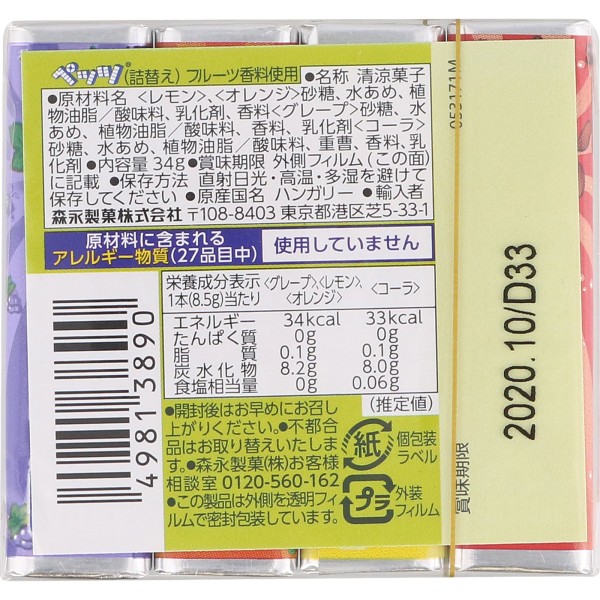 ペッツ(詰替え) フルーツ香料使用 ●名称 清涼菓子
●原材料名 〈レモン〉、〈オレンジ〉砂糖、水あめ、植
物油脂/酸味料、乳化剤、香料〈グレープ〉砂糖、水
あめ、植物油脂/酸味料、香料、乳化剤〈コーラ〉
砂糖、水あめ、植物油脂/酸味料、重曹、香料、乳
化剤●内容量 34g●賞味期限 外側フィルム(この面)
に記載 ●保存方法 直射日光・高温・多湿を避けて
保存してください ●原産国名 ハンガリー ●輸入者
森永製菓株式会社 〒108-8403 東京都港区芝5-33-1
原材料に含まれる
アレルギー物質(27品目中)
使用していません
栄養成分表示
1本(8.5g)当たり
〈グレープ〉、〈レモン〉、
〈オレンジ〉
〈コーラ〉
エネルギー 34kcal 33kcal
たんぱく質 0g 0g
脂質 0.1g 0.1g
炭水化物 8.2g 8.0g
食塩相当量 0g 0.06g
(推定値)
●開封後はお早めにお召し
上がりください。●不都合
品はお取り替えいたします。
●森永製菓(株)お客様
相談室 0120-560-162
●この製品は外側を透明フィ
ルムで密封包装しています。
紙
個包装
ラベル
プラ
外装
フィルム
4981 3890
053171M
2020.10/D33
賞味期限